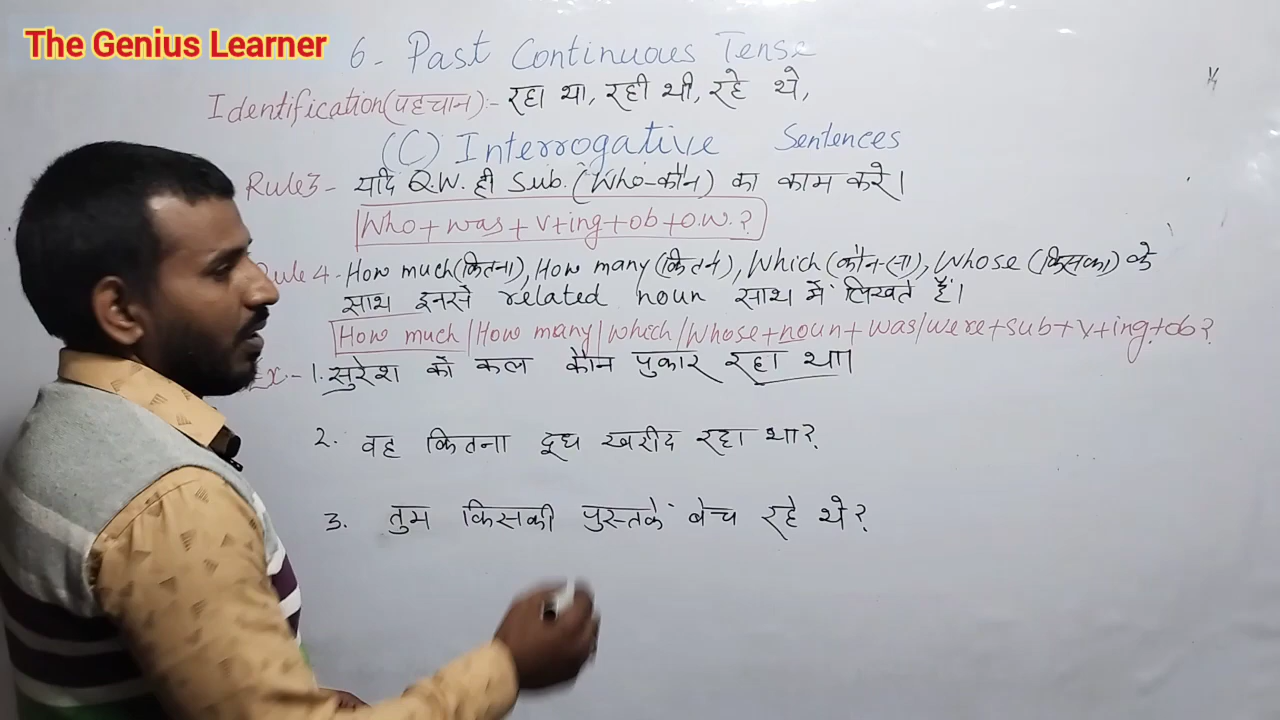 The Genius Learner
6- Past Continuous Tense
Identification(पहचान):- रहा था, रही थी, रहे थे,
(C) Interrogative Sentences
Rule3- यदि Q.W. ही Sub. (Who-कौन) का काम करे।
Who+was+v+ing+ob+o.w.?
Rule 4- How much(कितना), How many(कितने), Which(कौन-सा), Whose(किसका) के
साथ इनसे related noun साथ में लिखते हैं।
How much/How many/which/Whose+noun+was/were+sub+v+ing+ob?
Ex:- 1. सुरेश को कल कौन पुकार रहा था।
2. वह कितना दूध खरीद रहा था?
3. तुम किसकी पुस्तकें बेच रहे थे?